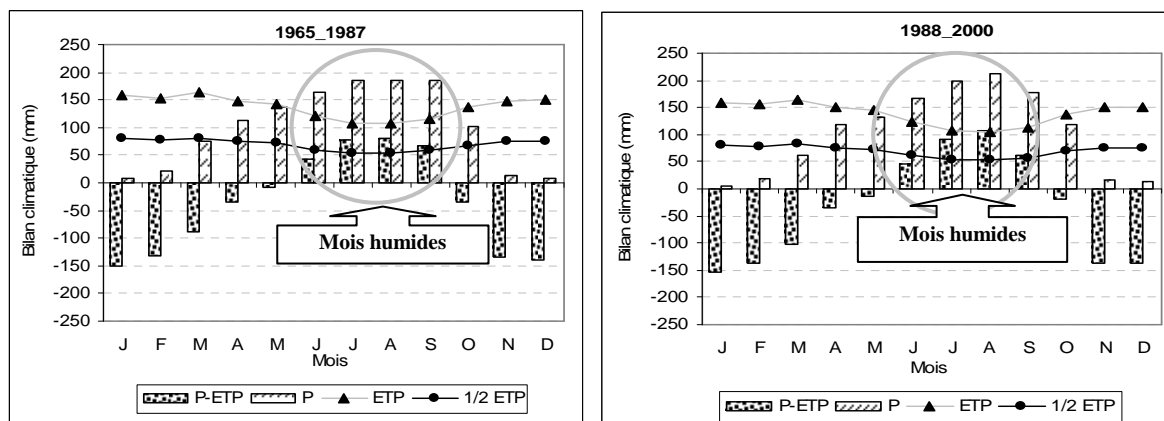 1965_1987
Bilan climatique (mm)
250
200
150
100
50
0
-50
-100
-150
-200
-250
Mois humides
J F M A M J J A S O N D
Mois
P-ETP P ETP 1/2 ETP
1988_2000
Bilan climatique (mm)
250
200
150
100
50
0
-50
-100
-150
-200
-250
Mois humides
J F M A M J J A S O N D
Mois
P-ETP P ETP 1/2 ETP